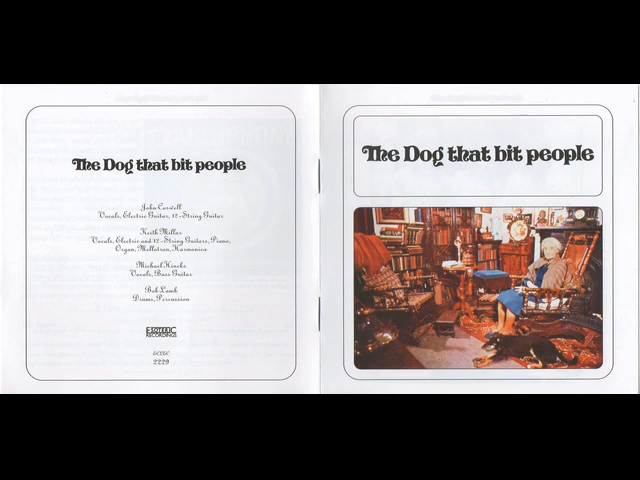 The Dog that bit people
John Caswell
Vocals, Electric Guitar, 12-String Guitar
Keith Millar
Vocals, Electric and 12-String Guitars, Piano,
Organ, Mellotron, Harmonica
Michael Hincks
Vocals, Bass Guitar
Bob Lamb
Drums, Percussion
ESOTERIC
RECORDINGS
ECLEC
2229
The Dog that bit people